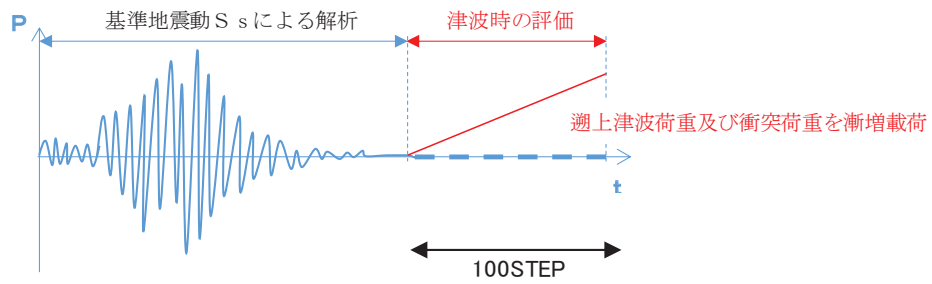 P
基準地震動Ｓｓによる解析
津波時の評価
遡上津波荷重及び衝突荷重を漸増載荷
t
100STEP